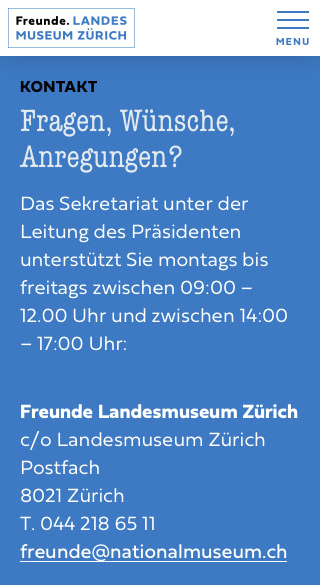 Freunde. LANDES
MUSEUM ZÜRICH
MENU
KONTAKT
Fragen, Wünsche,
Anregungen?
Das Sekretariat unter der
Leitung des Präsidenten
unterstützt Sie montags bis
freitags zwischen 09:00 –
12.00 Uhr und zwischen 14:00
– 17:00 Uhr:
Freunde Landesmuseum Zürich
c/o Landesmuseum Zürich
Postfach
8021 Zürich
T. 044 218 65 11
freunde@nationalmuseum.ch